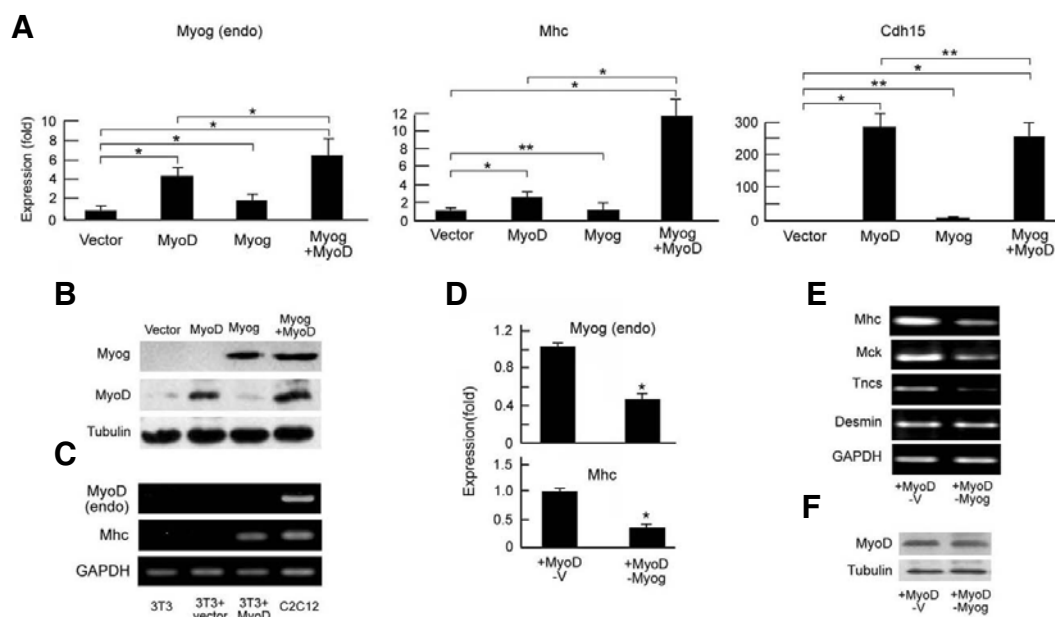 A
Myog (endo)
Mhc
Cdh15
Expression (fold)
10
8
6
4
2
0
* * * *
Vector MyoD Myog Myog +MyoD
12
10
8
6
4
2
0
* * ** *
Vector MyoD Myog Myog +MyoD
300
200
100
0
** * ** *
Vector MyoD Myog Myog +MyoD
B
Vector MyoD Myog Myog +MyoD
Myog
MyoD
Tubulin
C
MyoD (endo)
Mhc
GAPDH
3T3 3T3+ vector 3T3+ MyoD C2C12
D
Myog (endo)
Expression(fold)
1.2
0.8
0.4
0
*
Mhc
1.5
1.0
0.5
0
*
+MyoD -V +MyoD -Myog
E
Mhc
Mck
Tncs
Desmin
GAPDH
+MyoD -V +MyoD -Myog
F
MyoD
Tubulin
+MyoD -V +MyoD -Myog